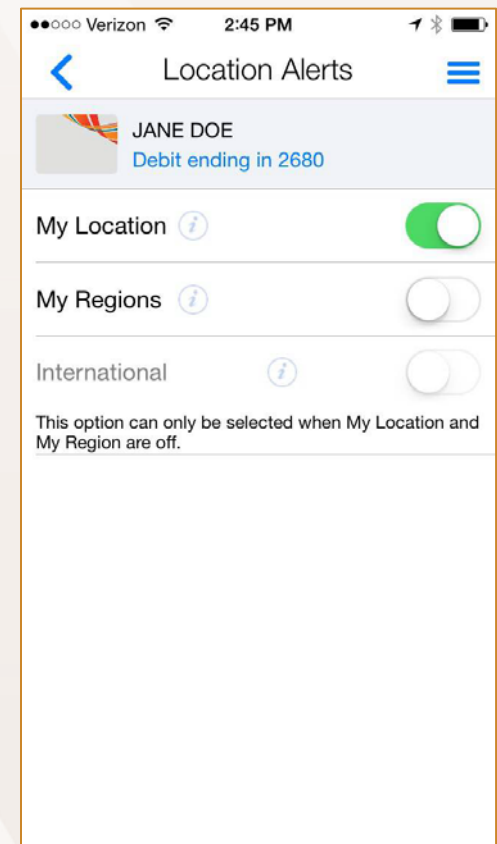 Verizon 2:45 PM
Location Alerts
JANE DOE
Debit ending in 2680
My Location i
My Regions i
International i
This option can only be selected when My Location and
My Region are off.